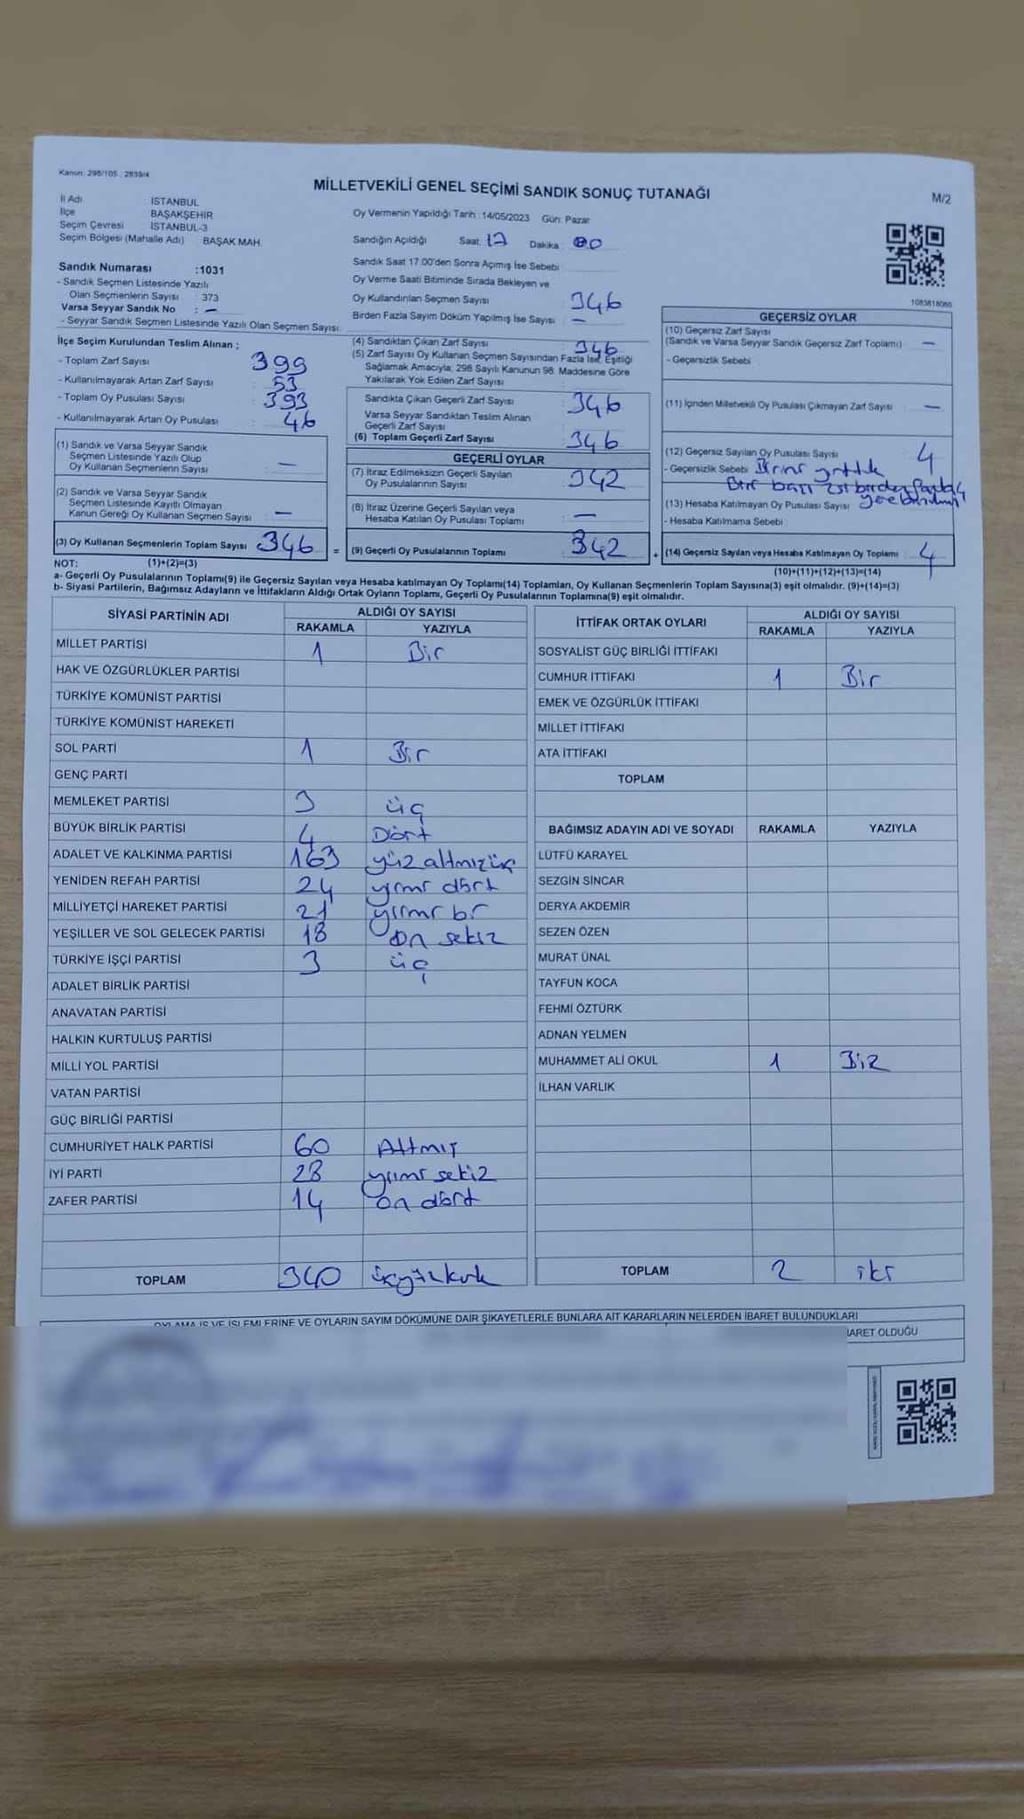 Kanun: 298/105 , 2839/4
MİLLETVEKİLİ GENEL SEÇİMİ SANDIK SONUÇ TUTANAĞI
M/2
İl Adı İSTANBUL
İlçe BAŞAKŞEHİR
Seçim Çevresi İSTANBUL-3
Seçim Bölgesi (Mahalle Adı) BAŞAK MAH.
Oy Vermenin Yapıldığı Tarih : 14/05/2023 Gün: Pazar
Sandığın Açıldığı Saat: 17 Dakika 00
Sandık Numarası :1031
- Sandık Seçmen Listesinde Yazılı
Olan Seçmenlerin Sayısı : 373
Varsa Seyyar Sandık No : —
- Seyyar Sandık Seçmen Listesinde Yazılı Olan Seçmen Sayısı:
Sandık Saat 17.00'den Sonra Açımış İse Sebebi
Oy Verme Saati Bitiminde Sırada Bekleyen ve
Oy Kullandırılan Seçmen Sayısı : 346
Birden Fazla Sayım Döküm Yapılmış İse Sayısı : —
1083818086
İlçe Seçim Kurulundan Teslim Alınan ;
- Toplam Zarf Sayısı : 399
- Kullanılmayarak Artan Zarf Sayısı : 53
- Toplam Oy Pusulası Sayısı : 393
- Kullanılmayarak Artan Oy Pusulası : 46
(4) Sandıktan Çıkan Zarf Sayısı : 346
(5) Zarf Sayısı Oy Kullanan Seçmen Sayısından Fazla İse, Eşitliği
Sağlamak Amacıyla; 298 Sayılı Kanunun 98. Maddesine Göre
Yakılarak Yok Edilen Zarf Sayısı :
Sandıkta Çıkan Geçerli Zarf Sayısı : 346
Varsa Seyyar Sandıktan Teslim Alınan
Geçerli Zarf Sayısı :
(6) Toplam Geçerli Zarf Sayısı : 346
GEÇERSİZ OYLAR
(10) Geçersiz Zarf Sayısı
(Sandık ve Varsa Seyyar Sandık Geçersiz Zarf Toplamı) : —
- Geçersizlik Sebebi :
(11) İçinden Milletvekili Oy Pusulası Çıkmayan Zarf Sayısı : —
(12) Geçersiz Sayılan Oy Pusulası Sayısı : 4
- Geçersizlik Sebebi
(13) Hesaba Katılmayan Oy Pusulası Sayısı
- Hesaba Katılmama Sebebi :
(14) Geçersiz Sayılan veya Hesaba Katılmayan Oy Toplamı : 4
(10)+(11)+(12)+(13)=(14)
(1) Sandık ve Varsa Seyyar Sandık
Seçmen Listesinde Yazılı Olup
Oy Kullanan Seçmenlerin Sayısı : —
(2) Sandık ve Varsa Seyyar Sandık
Seçmen Listesinde Kayıtlı Olmayan
Kanun Gereği Oy Kullanan Seçmen Sayısı : —
(3) Oy Kullanan Seçmenlerin Toplam Sayısı : 346
GEÇERLİ OYLAR
(7) İtiraz Edilmeksizin Geçerli Sayılan
Oy Pusulalarının Sayısı : 342
(8) İtiraz Üzerine Geçerli Sayılan veya
Hesaba Katılan Oy Pusulası Toplamı : —
= (9) Geçerli Oy Pusulalarının Toplamı : 342 +
NOT: (1)+(2)=(3)
a- Geçerli Oy Pusulalarının Toplamı(9) ile Geçersiz Sayılan veya Hesaba katılmayan Oy Toplamı(14) Toplamları, Oy Kullanan Seçmenlerin Toplam Sayısına(3) eşit olmalıdır. (9)+(14)=(3)
b- Siyasi Partilerin, Bağımsız Adayların ve İttifakların Aldığı Ortak Oyların Toplamı, Geçerli Oy Pusulalarının Toplamına(9) eşit olmalıdır.
SİYASİ PARTİNİN ADI ALDIĞI OY SAYISI
RAKAMLA YAZIYLA
MİLLET PARTİSİ 1 Bir
HAK VE ÖZGÜRLÜKLER PARTİSİ
TÜRKİYE KOMÜNİST PARTİSİ
TÜRKİYE KOMÜNİST HAREKETİ
SOL PARTİ 1 Bir
GENÇ PARTİ
MEMLEKET PARTİSİ 3 üç
BÜYÜK BİRLİK PARTİSİ 4 Dört
ADALET VE KALKINMA PARTİSİ 163 yüz altmışüç
YENİDEN REFAH PARTİSİ 24 yirmi dört
MİLLİYETÇİ HAREKET PARTİSİ 21 yirmi bir
YEŞİLLER VE SOL GELECEK PARTİSİ 18 on sekiz
TÜRKİYE İŞÇİ PARTİSİ 3 üç
ADALET BİRLİK PARTİSİ
ANAVATAN PARTİSİ
HALKIN KURTULUŞ PARTİSİ
MİLLİ YOL PARTİSİ
VATAN PARTİSİ
GÜÇ BİRLİĞİ PARTİSİ
CUMHURİYET HALK PARTİSİ 60 Altmış
İYİ PARTİ 28 yirmi sekiz
ZAFER PARTİSİ 14 on dört
TOPLAM 340 üçyüzkırk
İTTİFAK ORTAK OYLARI ALDIĞI OY SAYISI
RAKAMLA YAZIYLA
SOSYALİST GÜÇ BİRLİĞİ İTTİFAKI
CUMHUR İTTİFAKI 1 Bir
EMEK VE ÖZGÜRLÜK İTTİFAKI
MİLLET İTTİFAKI
ATA İTTİFAKI
TOPLAM
BAĞIMSIZ ADAYIN ADI VE SOYADI RAKAMLA YAZIYLA
LÜTFÜ KARAYEL
SEZGİN SİNCAR
DERYA AKDEMİR
SEZEN ÖZEN
MURAT ÜNAL
TAYFUN KOCA
FEHMİ ÖZTÜRK
ADNAN YELMEN
MUHAMMET ALİ OKUL 1 Bir
İLHAN VARLIK
TOPLAM 2 iki
OYLAMA İŞ VE İŞLEMLERİNE VE OYLARIN SAYIM DÖKÜMÜNE DAİR ŞİKAYETLERLE BUNLARA AİT KARARLARIN NELERDEN İBARET BULUNDUKLARI
OLDUĞU